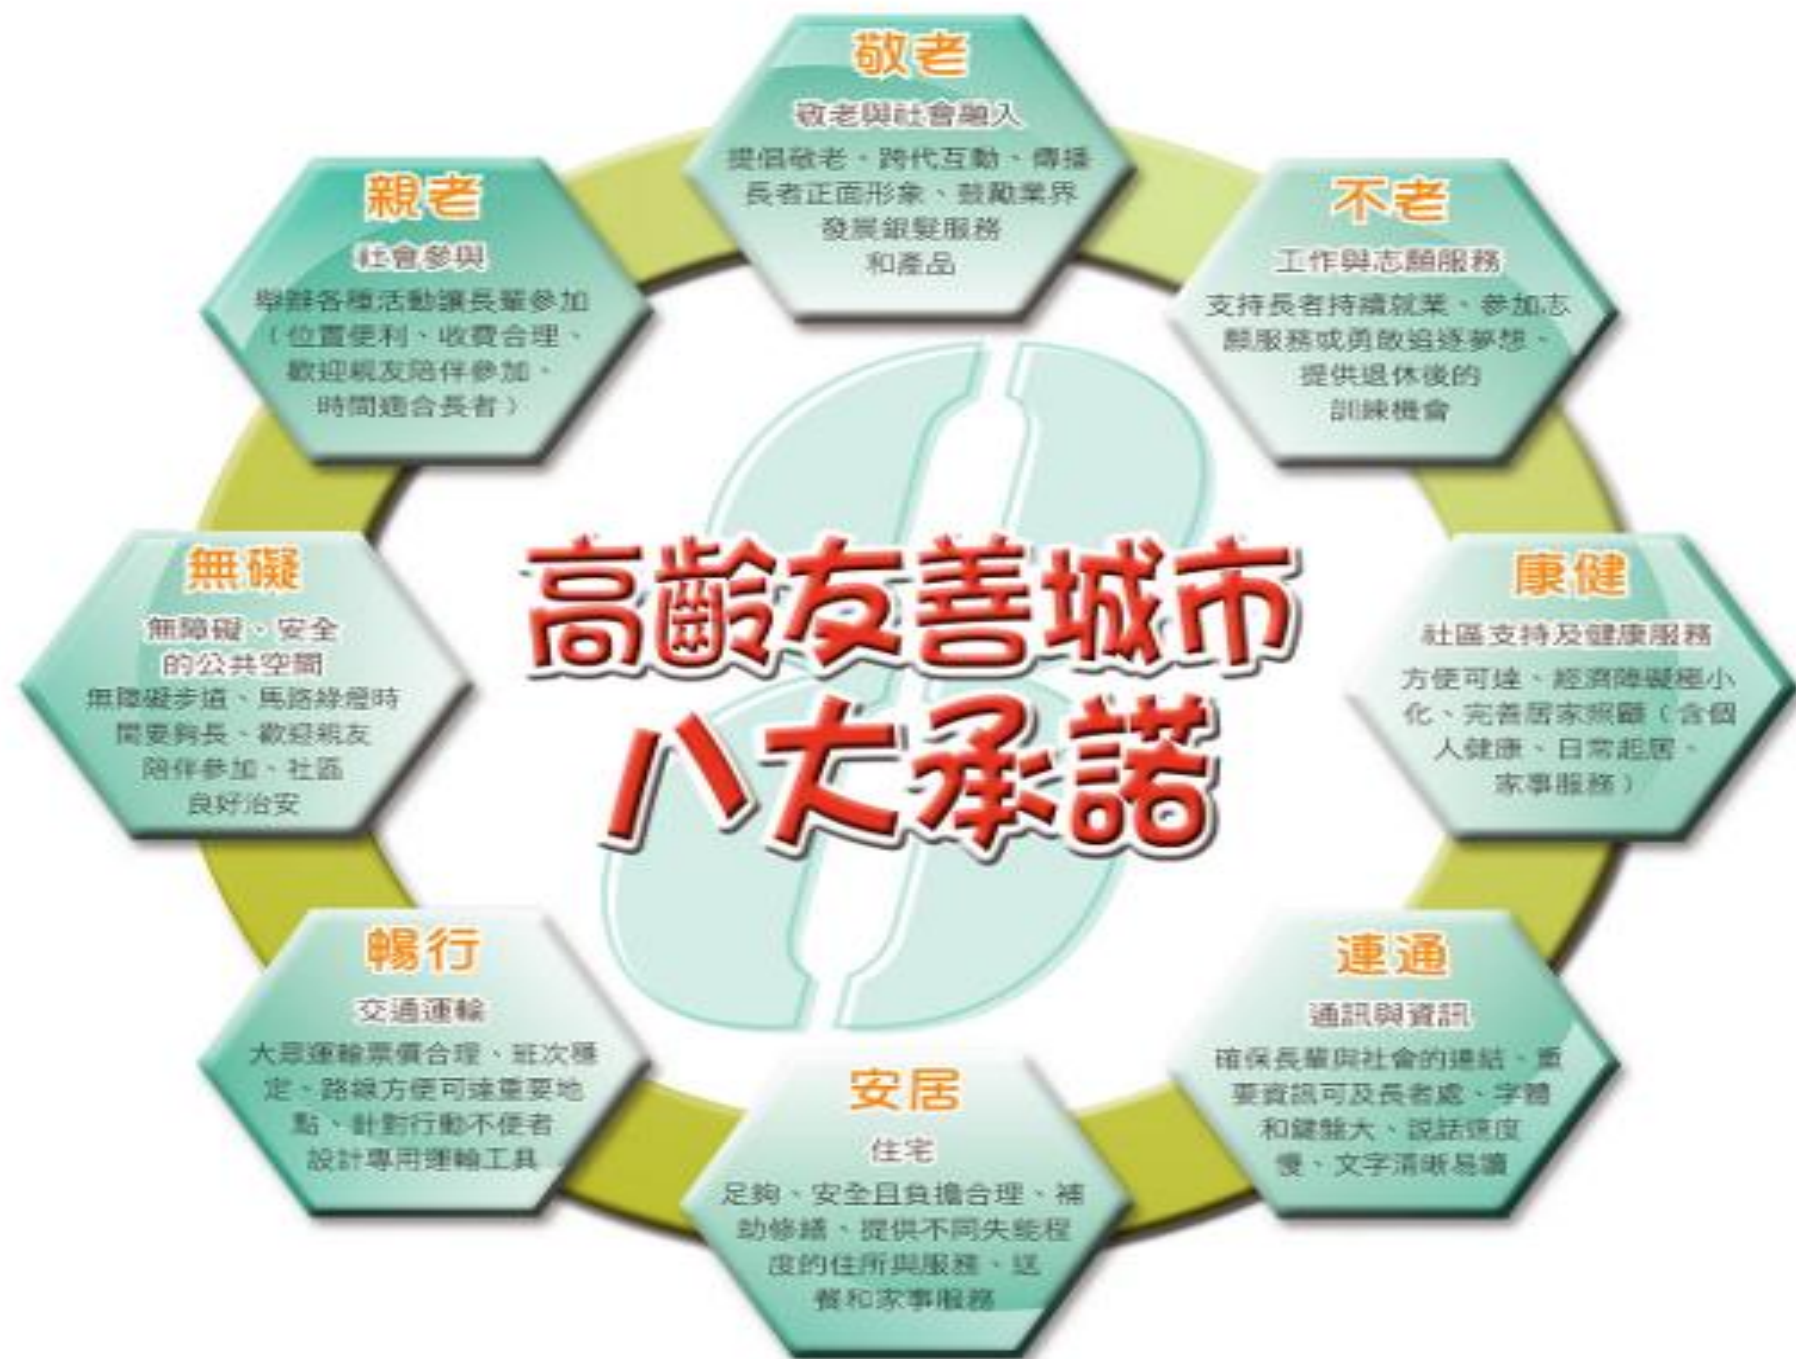 敬老
敬老與社會融入
提倡敬老、跨代互動、傳播
長者正面形象、鼓勵業界
發展銀髮服務
和產品
不老
工作與志願服務
支持長者持續就業、參加志
願服務或勇敢追逐夢想、
提供退休後的
訓練機會
康健
社區支持及健康服務
方便可達、經濟障礙極小
化、完善居家照顧（含個
人健康、日常起居、
家事服務）
連通
通訊與資訊
確保長輩與社會的連結、重
要資訊可及長者處、字體
和鍵盤大、說話速度
慢、文字清晰易讀
安居
住宅
足夠、安全且負擔合理、補
助修繕、提供不同失能程
度的住所與服務、送
餐和家事服務
暢行
交通運輸
大眾運輸票價合理、班次穩
定、路線方便可達重要地
點、針對行動不便者
設計專用運輸工具
無礙
無障礙、安全
的公共空間
無障礙步道、馬路綠燈時
間要夠長、歡迎親友
陪伴參加、社區
良好治安
親老
社會參與
舉辦各種活動讓長輩參加
（位置便利、收費合理、
歡迎親友陪伴參加、
時間適合長者）
高齡友善城市
八大承諾